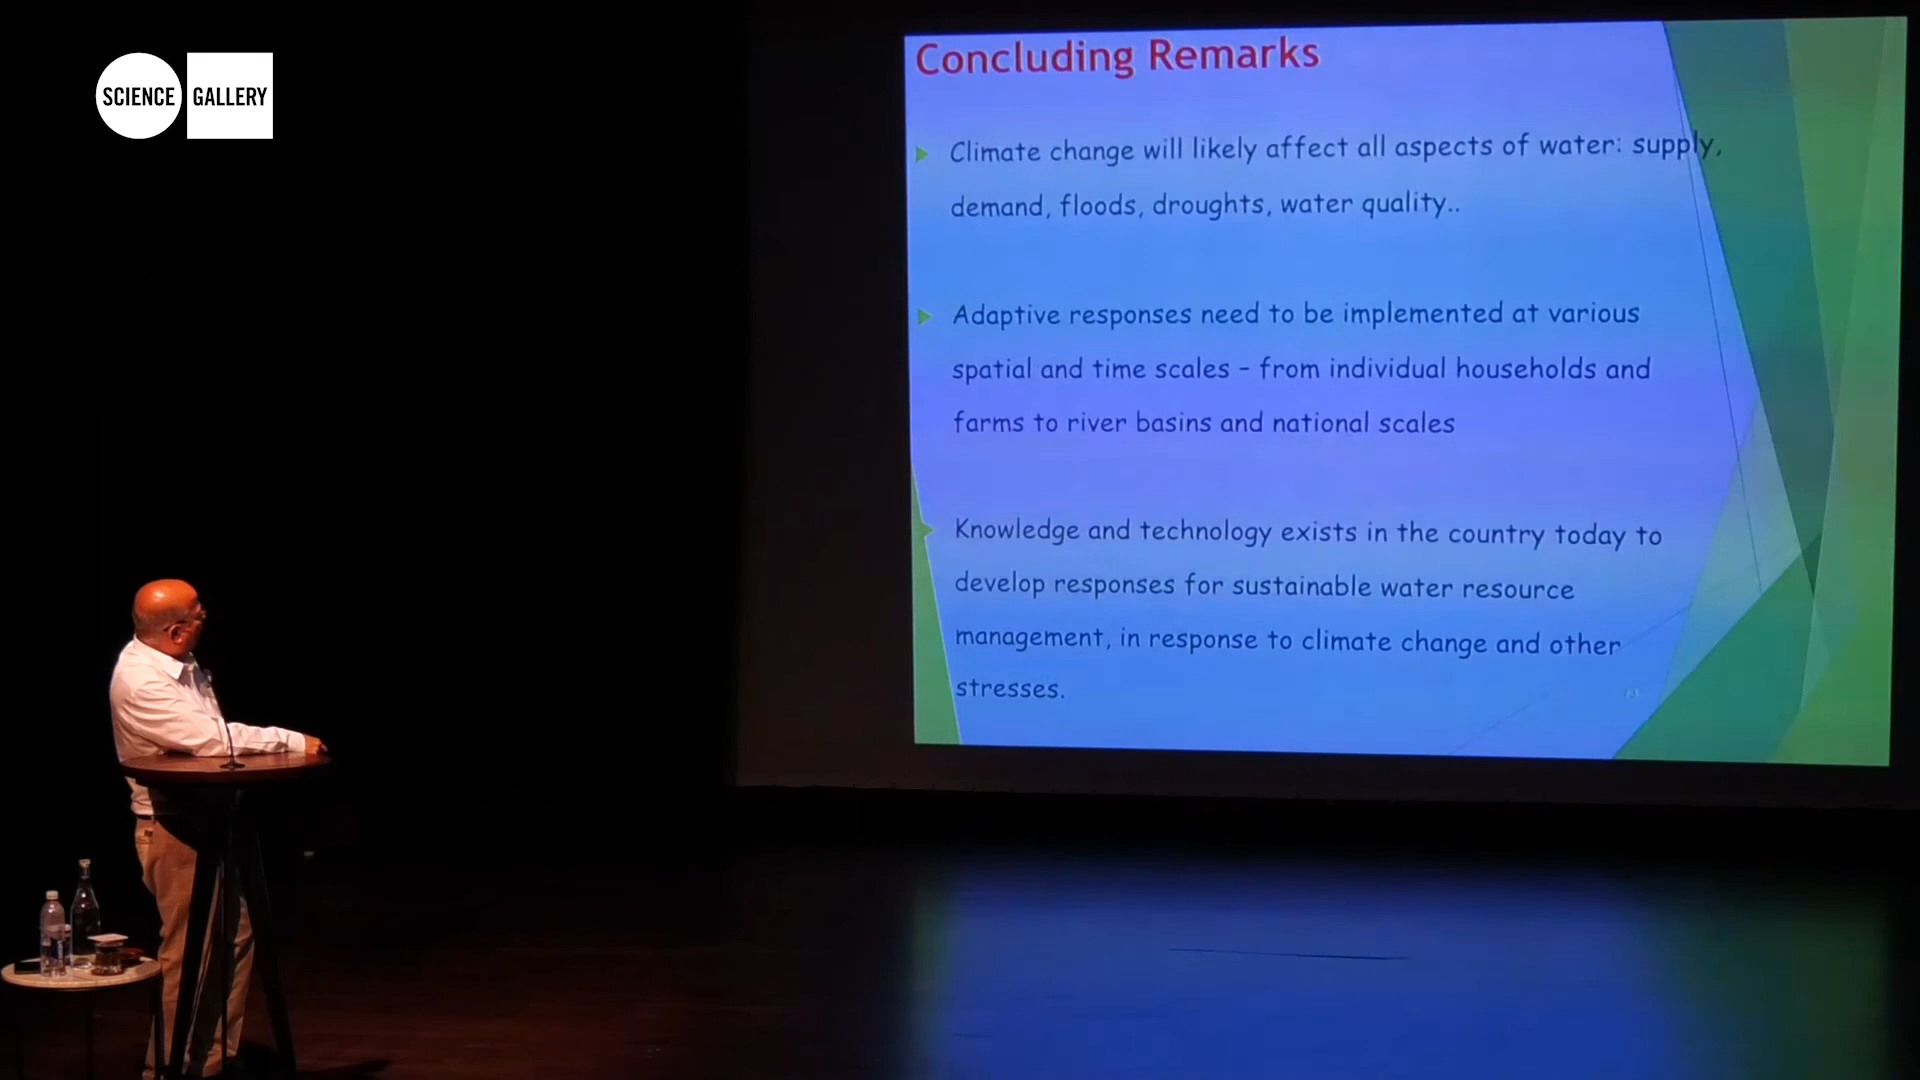 SCIENCE GALLERY
Concluding Remarks
Climate change will likely affect all aspects of water: supply,
demand, floods, droughts, water quality..
Adaptive responses need to be implemented at various
spatial and time scales – from individual households and
farms to river basins and national scales
Knowledge and technology exists in the country today to
develop responses for sustainable water resource
management, in response to climate change and other
stresses.